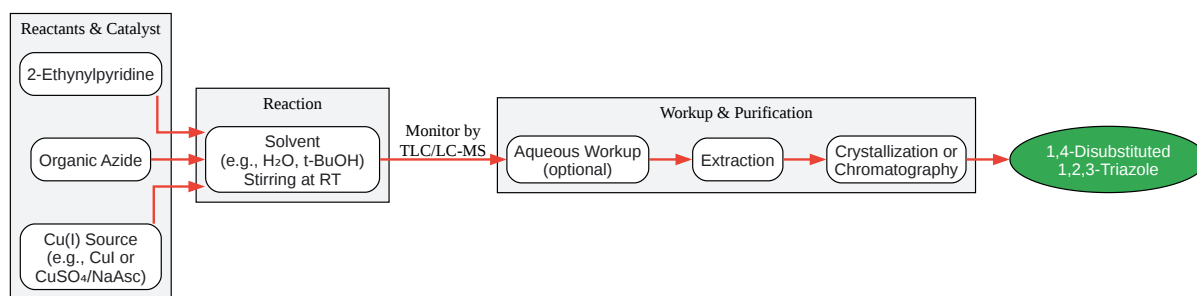 Reactants & Catalyst
2-Ethynylpyridine
Organic Azide
Cu(I) Source
(e.g., CuI or
CuSO₄/NaAsc)
Reaction
Solvent
(e.g., H₂O, t-BuOH)
Stirring at RT
Monitor by
TLC/LC-MS
Workup & Purification
Aqueous Workup
(optional)
Extraction
Crystallization or
Chromatography
1,4-Disubstituted
1,2,3-Triazole